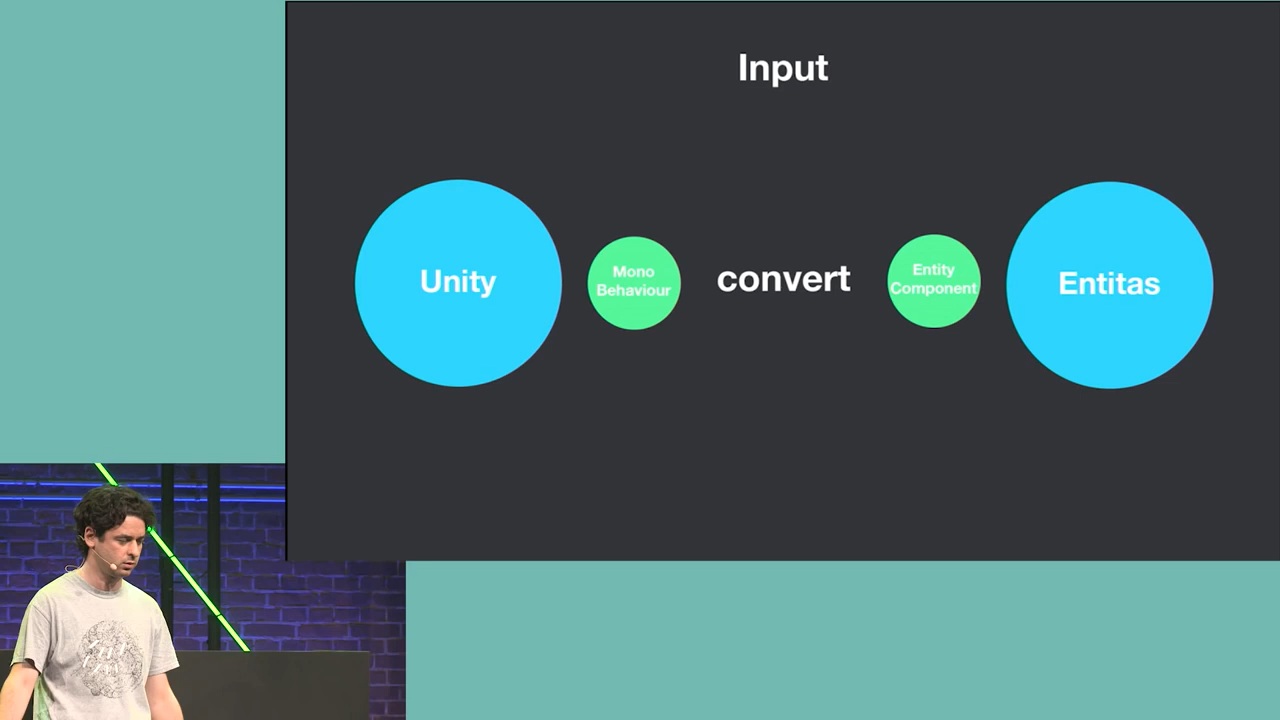 Input
Unity
Mono
Behaviour
convert
Entity
Component
Entitas